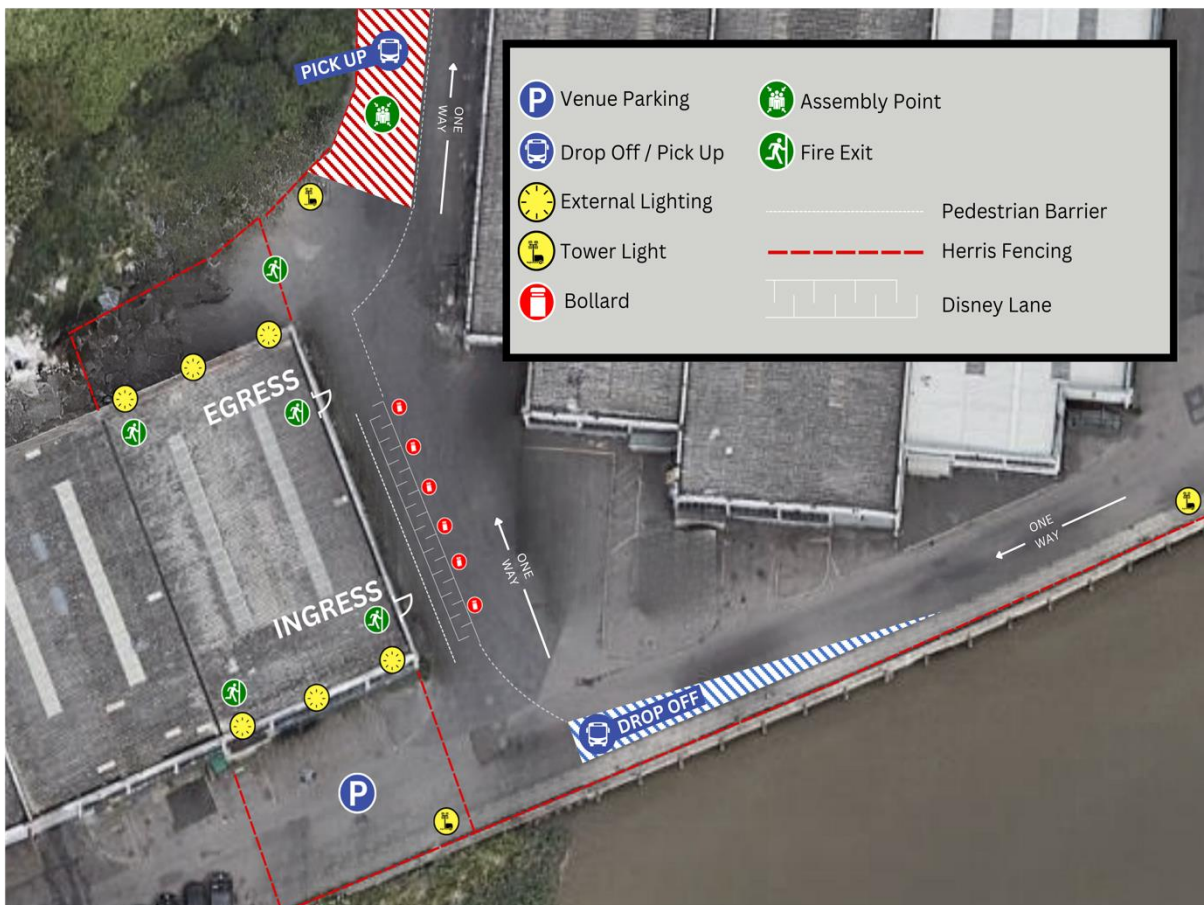 PICK UP
ONE
WAY
P Venue Parking
Drop Off / Pick Up
External Lighting
Tower Light
Bollard
Assembly Point
Fire Exit
Pedestrian Barrier
Herris Fencing
Disney Lane
EGRESS
INGRESS
ONE
WAY
ONE
WAY
DROP OFF
P